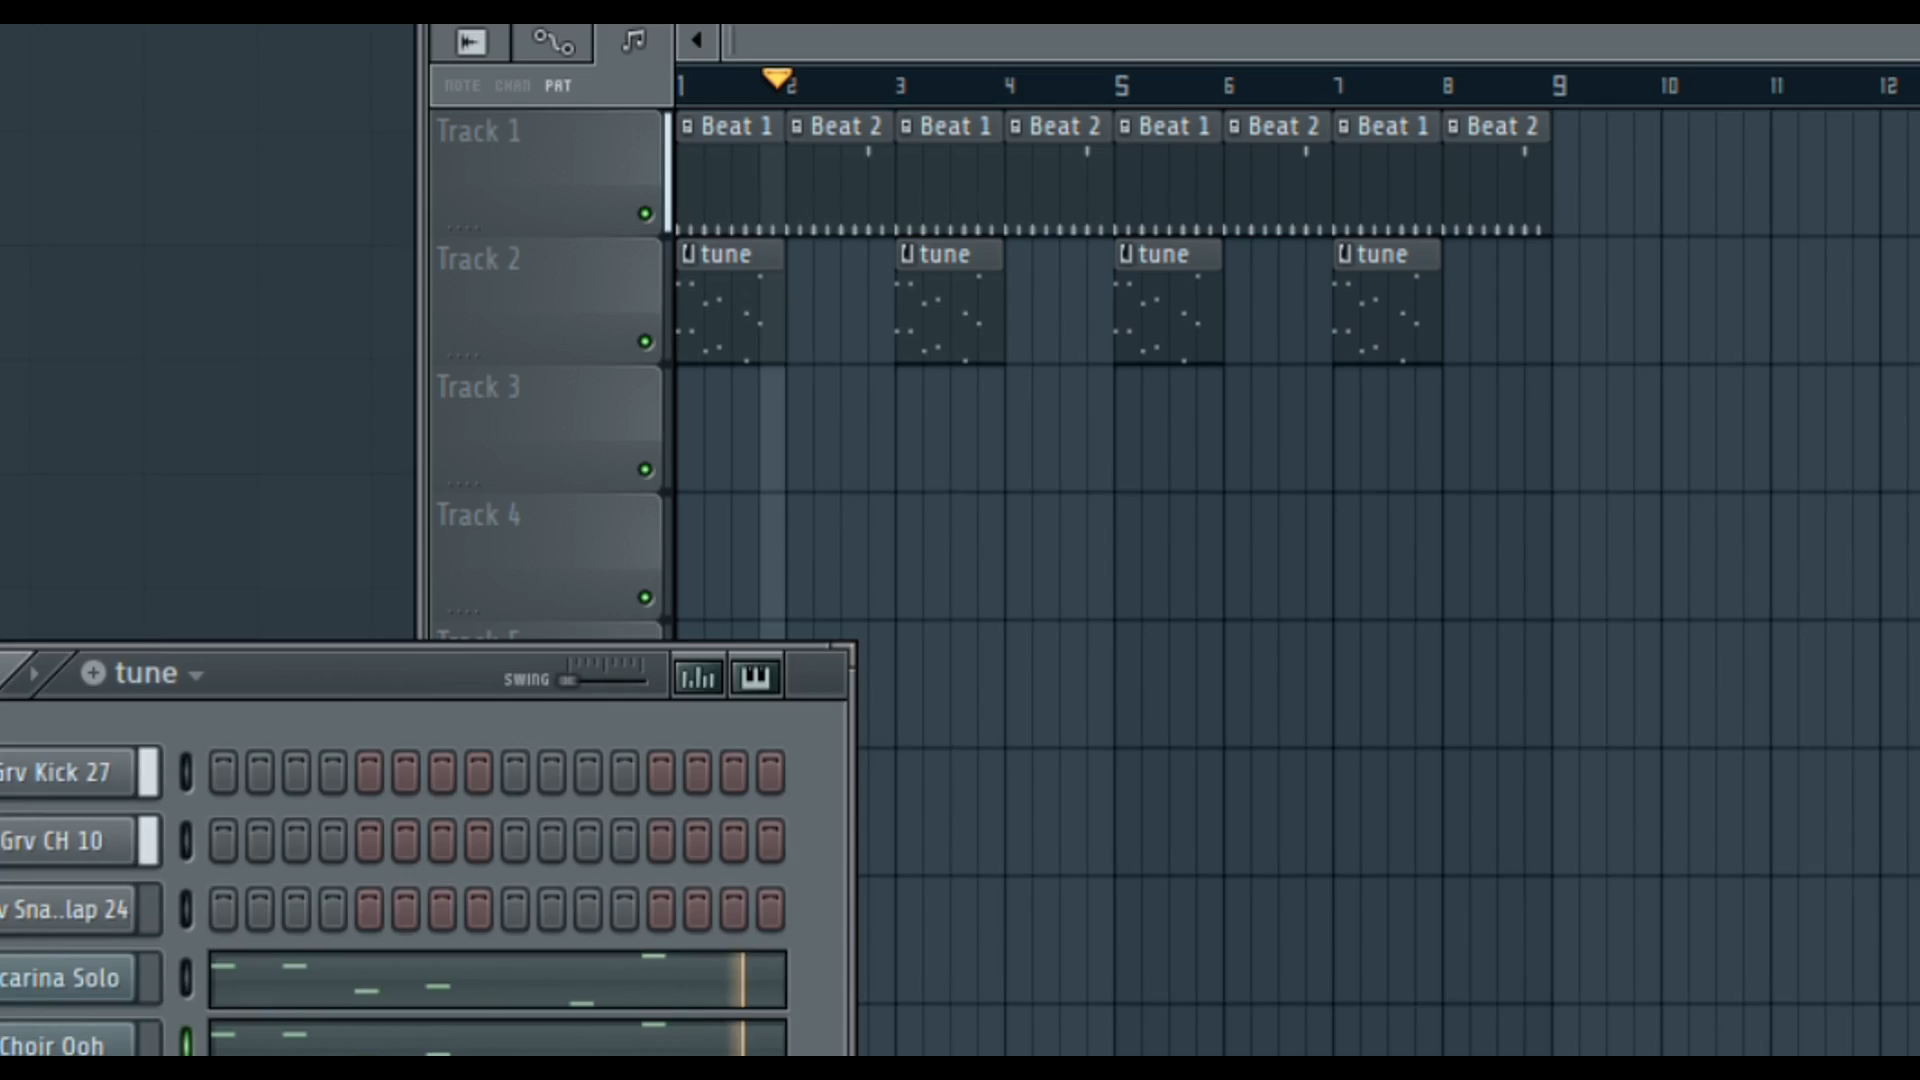 NOTE CHAN PAT
1 2 3 4 5 6 7 8 9 10 11 12
Track 1
Beat 1 Beat 2 Beat 1 Beat 2 Beat 1 Beat 2 Beat 1 Beat 2
Track 2
tune tune tune tune
Track 3
Track 4
Track 5
tune
SWING
Grv Kick 27
Grv CH 10
v Sna..lap 24
carina Solo
Choir Ooh